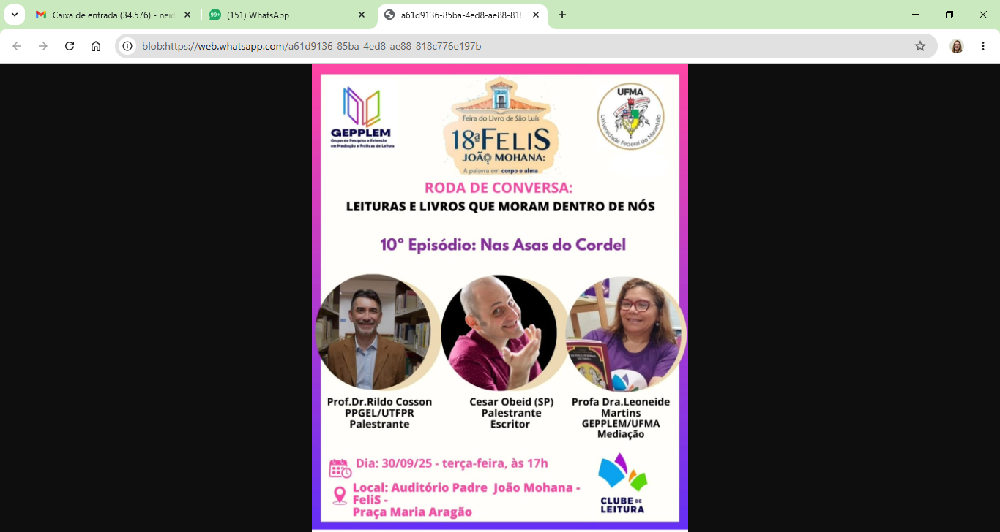 Caixa de entrada (34.576) - neid
99+
(151) WhatsApp
a61d9136-85ba-4ed8-ae88-818
blob:https://web.whatsapp.com/a61d9136-85ba-4ed8-ae88-818c776e197b
GEPPLEM
Grupo de Pesquisa e Extensão
em Mediação e Práticas de Leitura
Feira do Livro de São Luís
18ª FELIS
JOÃO MOHANA:
A palavra em corpo e alma
UFMA
Universidade Federal do Maranhão
RODA DE CONVERSA:
LEITURAS E LIVROS QUE MORAM DENTRO DE NÓS
10° Episódio: Nas Asas do Cordel
Prof.Dr.Rildo Cosson
PPGEL/UTFPR
Palestrante
Cesar Obeid (SP)
Palestrante
Escritor
Profa Dra.Leoneide
Martins
GEPPLEM/UFMA
Mediação
Dia: 30/09/25 - terça-feira, às 17h
Local: Auditório Padre João Mohana -
FeliS -
Praça Maria Aragão
CLUBE DE
LEITURA